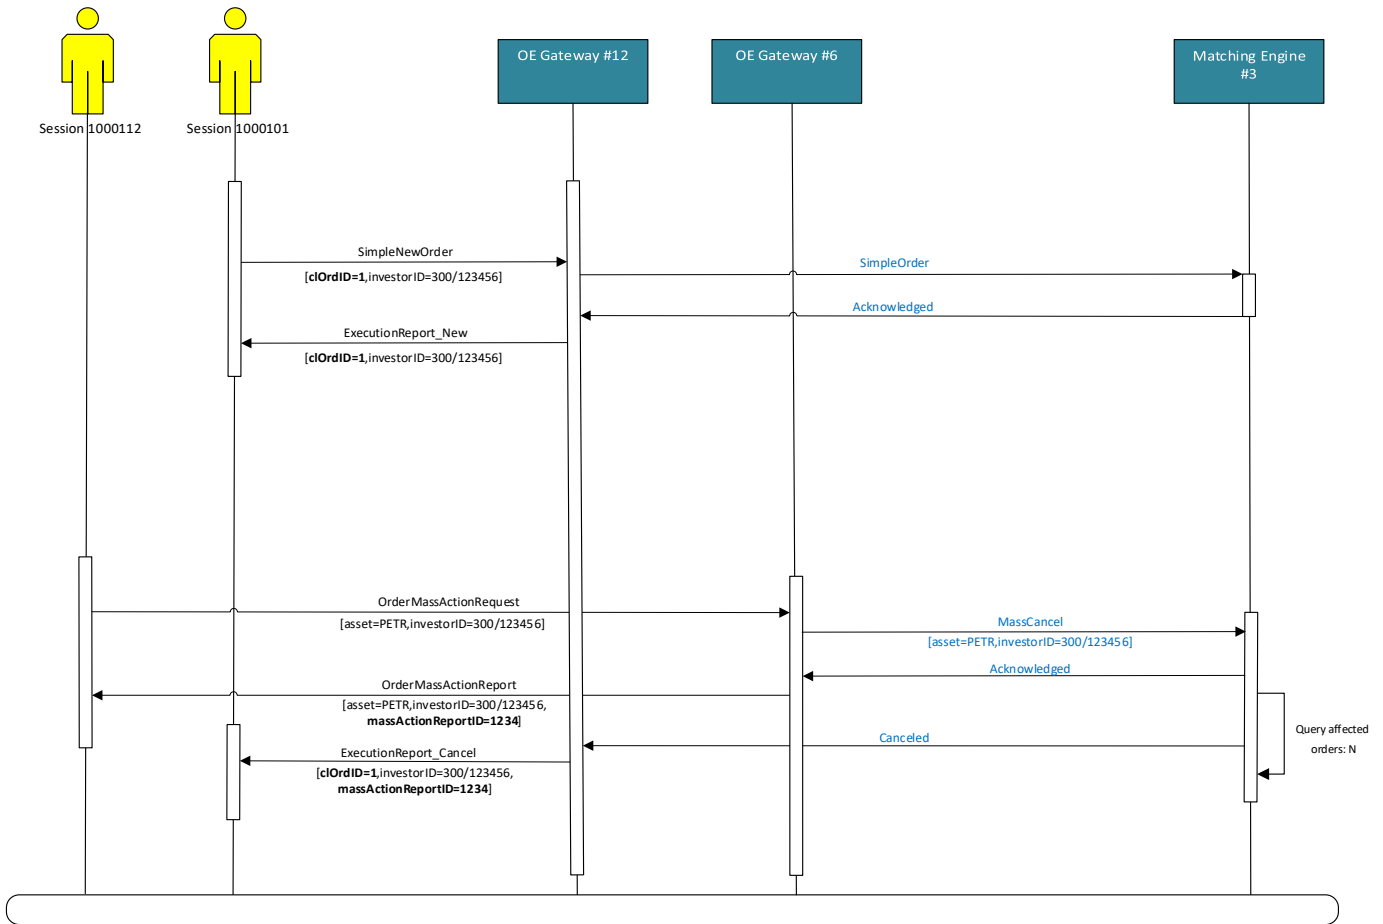 OE Gateway #12
OE Gateway #6
Matching Engine
#3
Session 1000112
Session 1000101
SimpleNewOrder
[clOrdID=1,investorID=300/123456]
SimpleOrder
Acknowledged
ExecutionReport_New
[clOrdID=1,investorID=300/123456]
OrderMassActionRequest
[asset=PETR,investorID=300/123456]
MassCancel
[asset=PETR,investorID=300/123456]
Acknowledged
OrderMassActionReport
[asset=PETR,investorID=300/123456,
massActionReportID=1234]
Query affected
orders: N
Canceled
ExecutionReport_Cancel
[clOrdID=1,investorID=300/123456,
massActionReportID=1234]